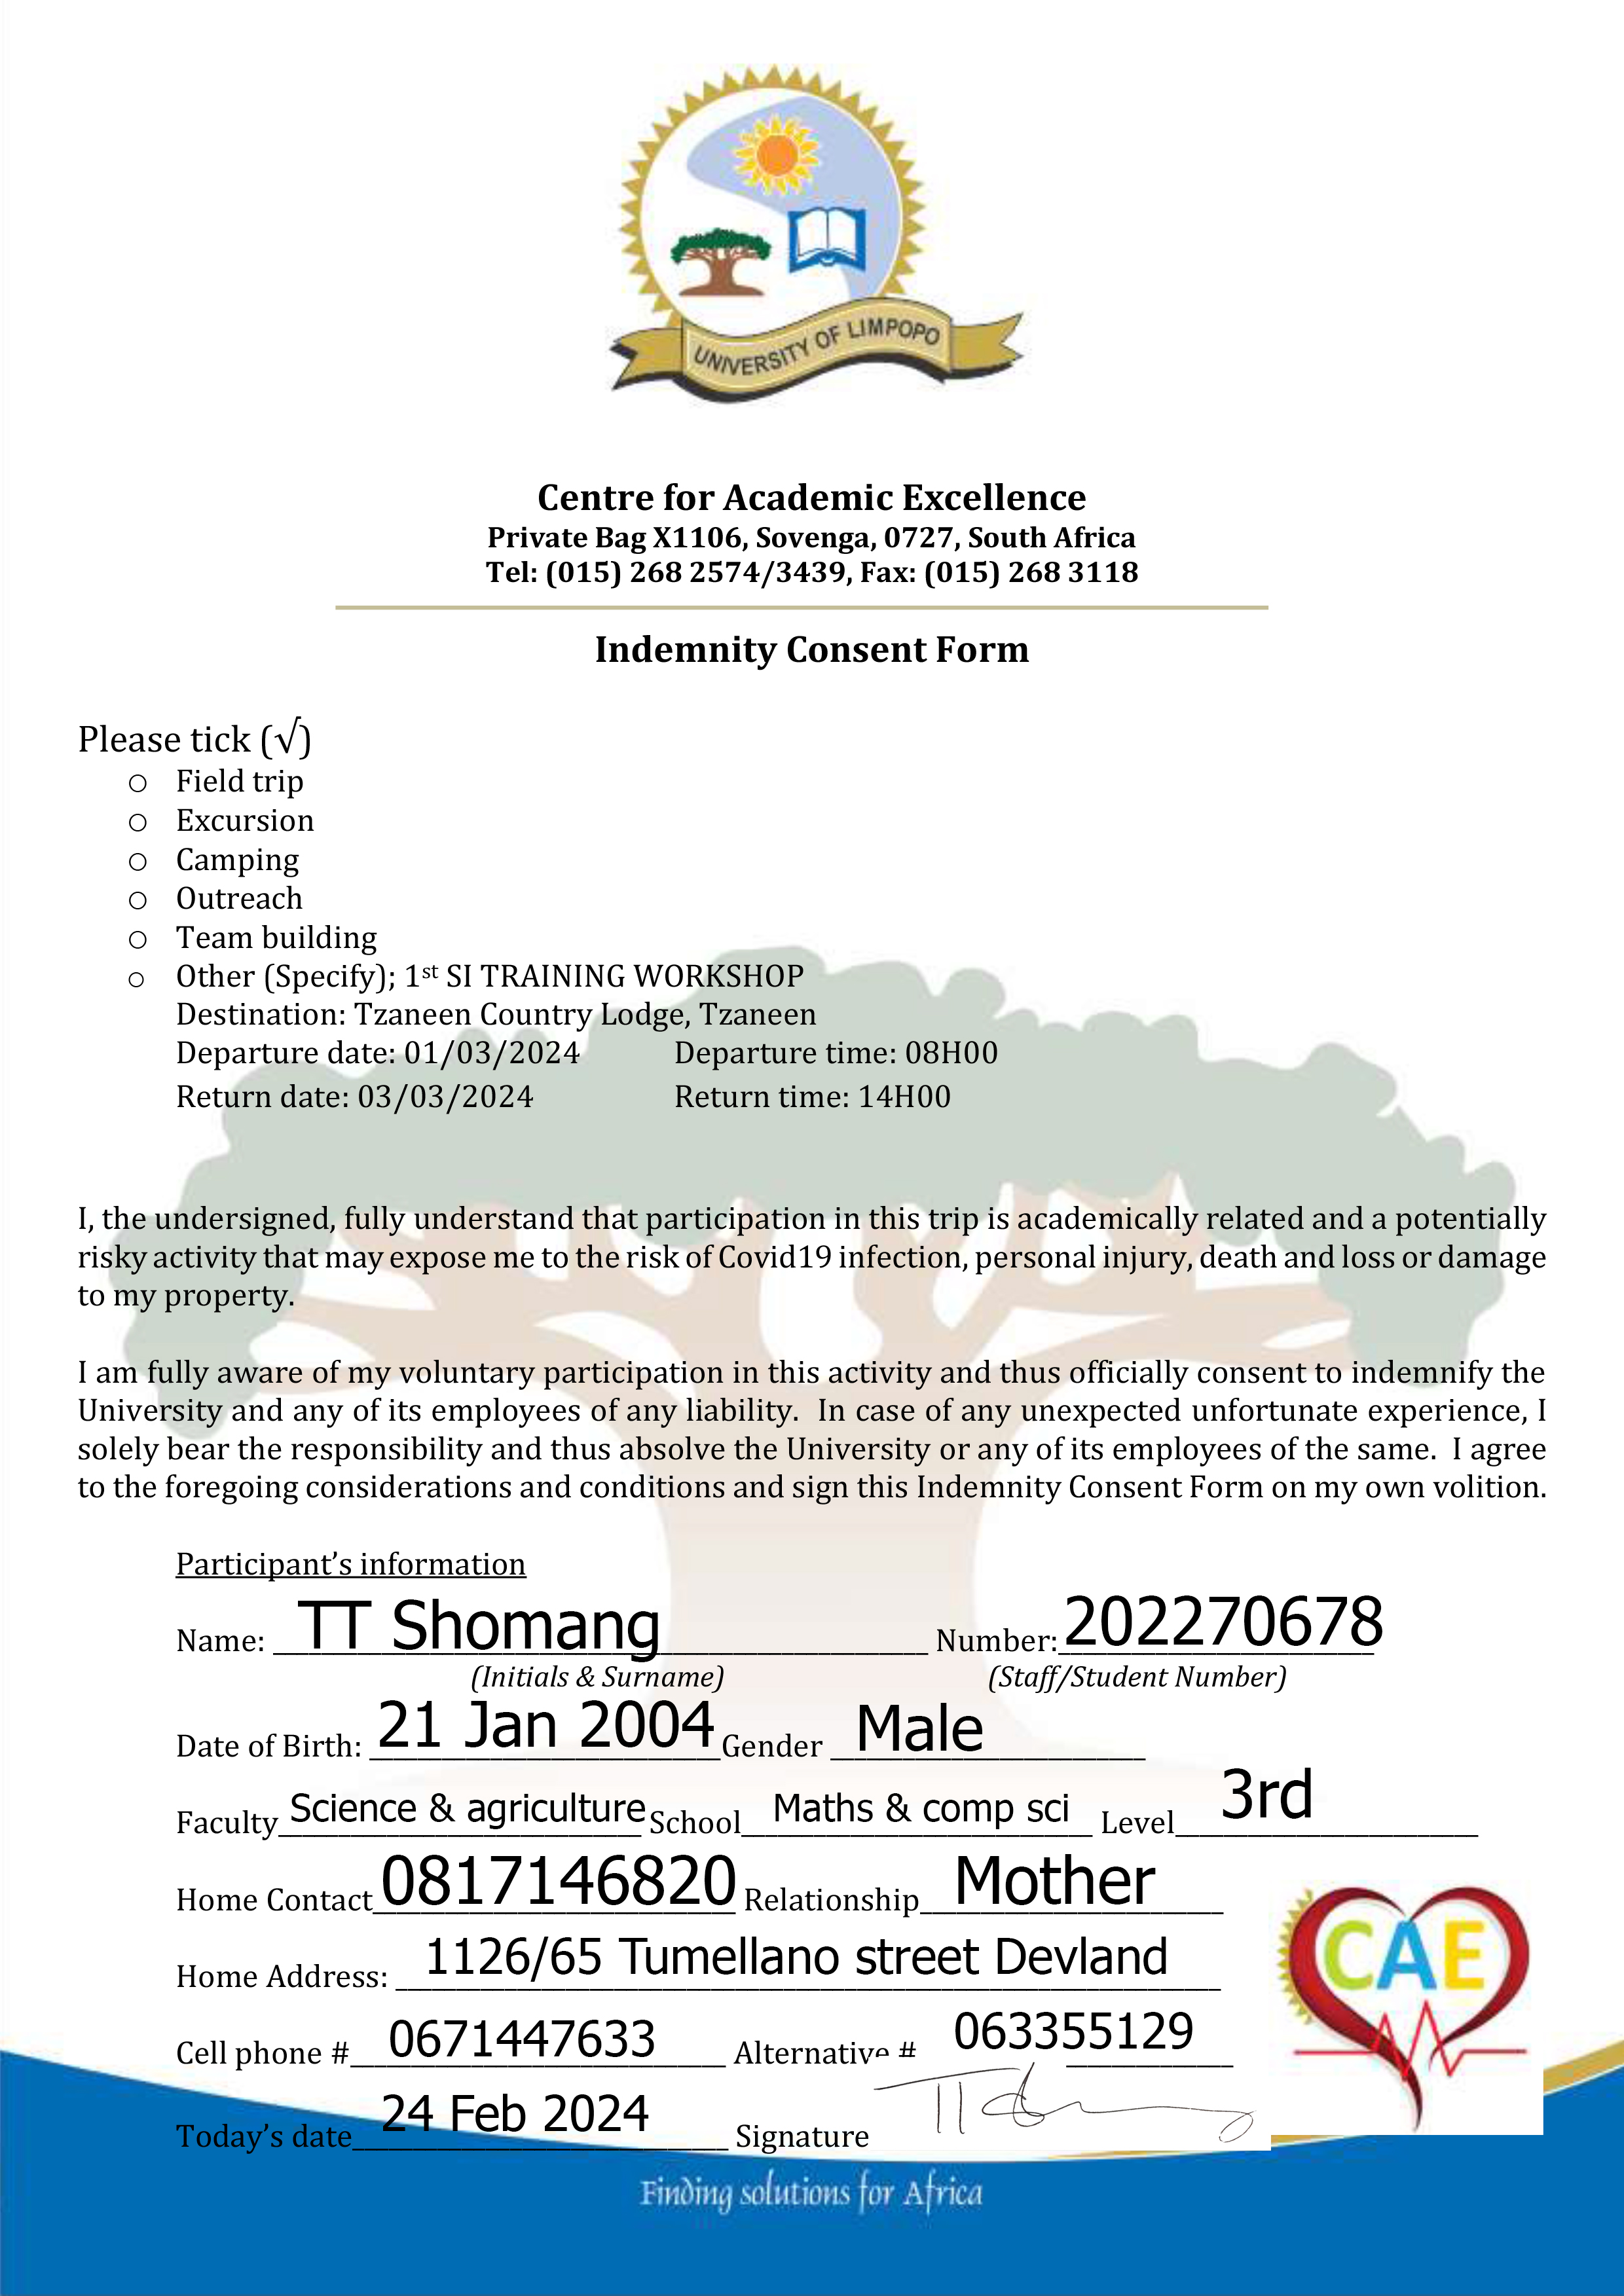 UNIVERSITY OF LIMPOPO
Centre for Academic Excellence
Private Bag X1106, Sovenga, 0727, South Africa
Tel: (015) 268 2574/3439, Fax: (015) 268 3118
Indemnity Consent Form
Please tick (√)
o Field trip
o Excursion
o Camping
o Outreach
o Team building
o Other (Specify); 1st SI TRAINING WORKSHOP
Destination: Tzaneen Country Lodge, Tzaneen
Departure date: 01/03/2024 Departure time: 08H00
Return date: 03/03/2024 Return time: 14H00
I, the undersigned, fully understand that participation in this trip is academically related and a potentially
risky activity that may expose me to the risk of Covid19 infection, personal injury, death and loss or damage
to my property.
I am fully aware of my voluntary participation in this activity and thus officially consent to indemnify the
University and any of its employees of any liability. In case of any unexpected unfortunate experience, I
solely bear the responsibility and thus absolve the University or any of its employees of the same. I agree
to the foregoing considerations and conditions and sign this Indemnity Consent Form on my own volition.
Participant's information
Name: TT Shomang Number: 202270678
(Initials & Surname) (Staff/Student Number)
Date of Birth: 21 Jan 2004 Gender Male
Faculty Science & agriculture School Maths & comp sci Level 3rd
Home Contact 0817146820 Relationship Mother
Home Address: 1126/65 Tumellano street Devland
CAE
Cell phone # 0671447633 Alternative # 063355129
Today's date 24 Feb 2024 Signature
Finding solutions for Africa